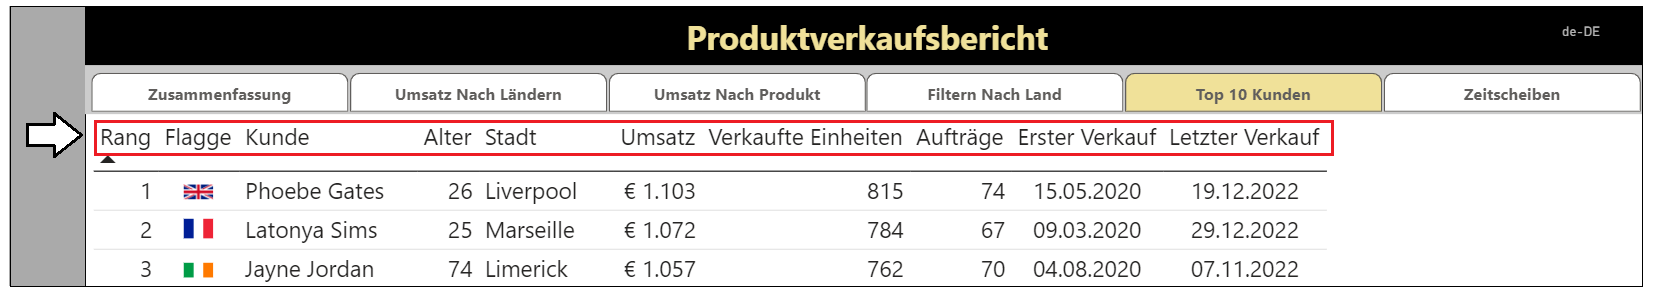 Produktverkaufsbericht
de-DE
Zusammenfassung Umsatz Nach Ländern Umsatz Nach Produkt Filtern Nach Land Top 10 Kunden Zeitscheiben
Rang Flagge Kunde Alter Stadt Umsatz Verkaufte Einheiten Aufträge Erster Verkauf Letzter Verkauf
1 Phoebe Gates 26 Liverpool € 1.103 815 74 15.05.2020 19.12.2022
2 Latonya Sims 25 Marseille € 1.072 784 67 09.03.2020 29.12.2022
3 Jayne Jordan 74 Limerick € 1.057 762 70 04.08.2020 07.11.2022